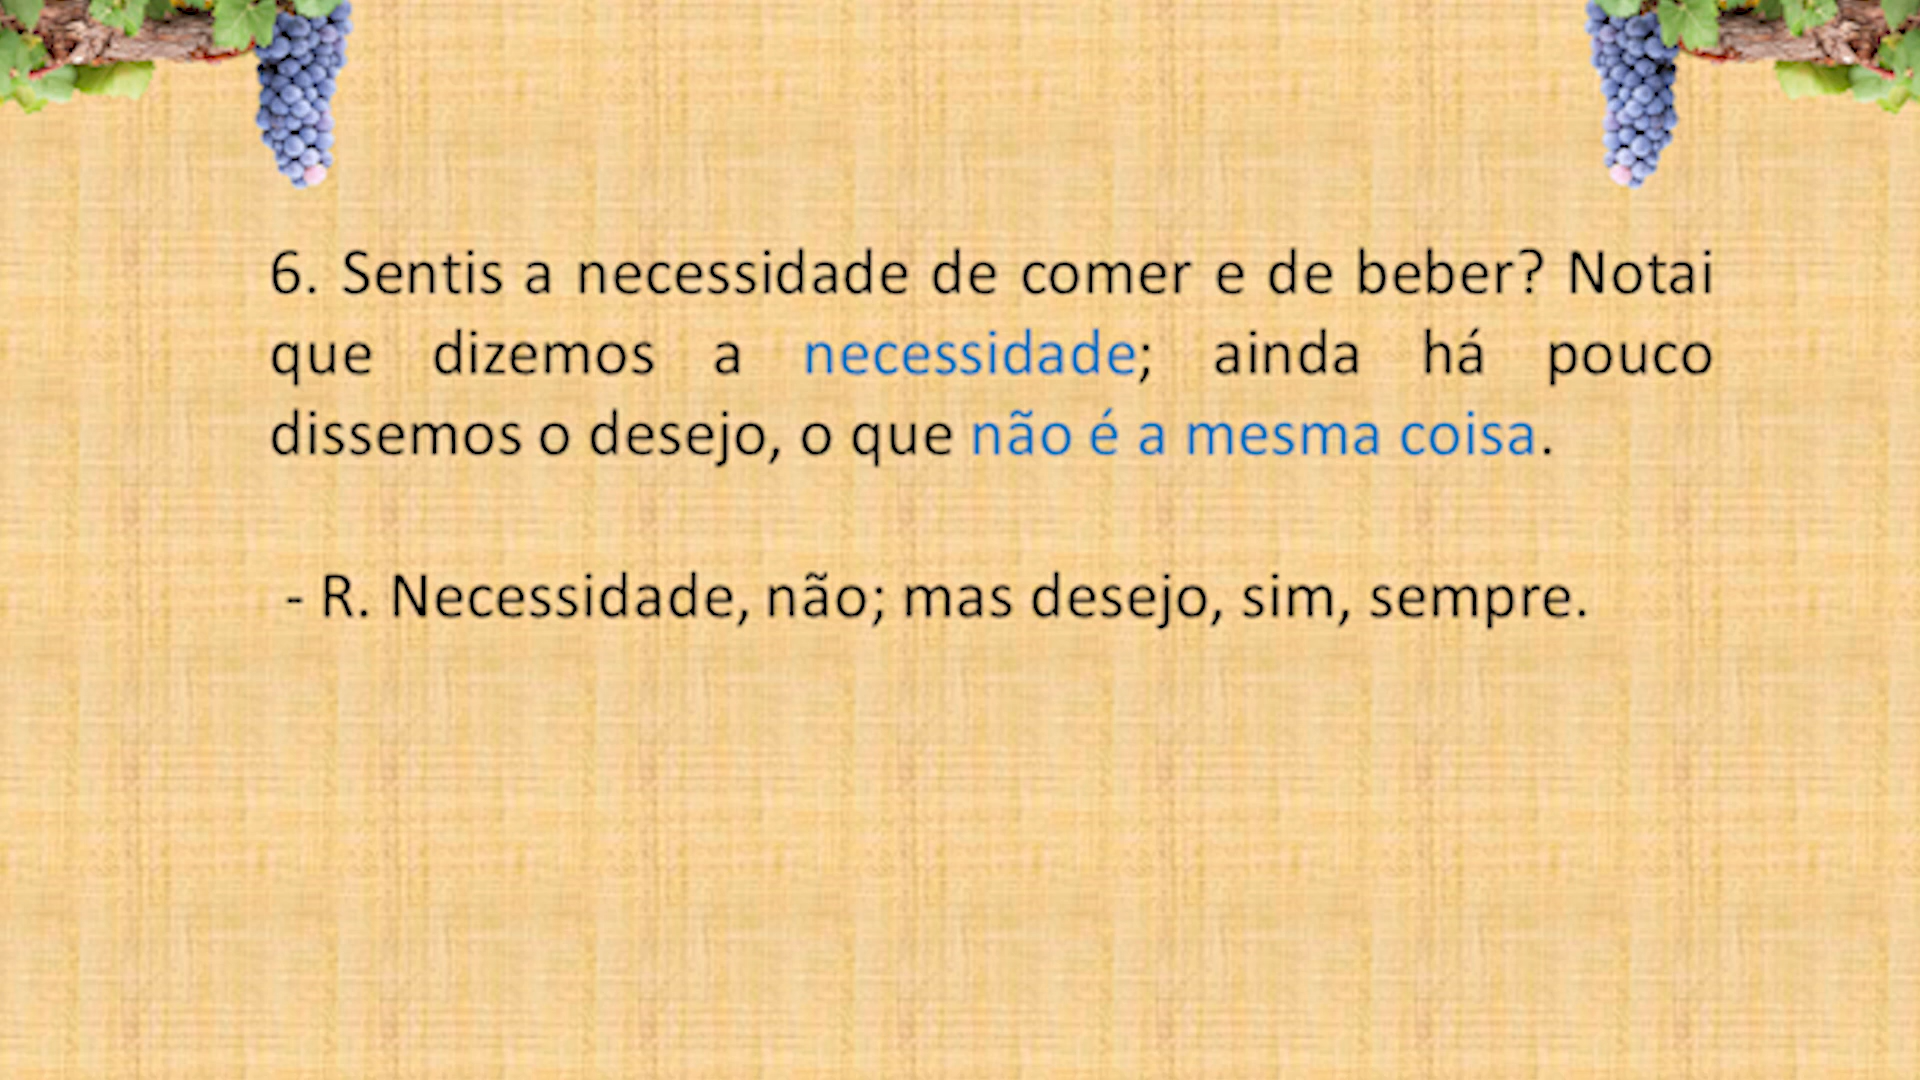 6. Sentis a necessidade de comer e de beber? Notai
que dizemos a necessidade; ainda há pouco
dissemos o desejo, o que não é a mesma coisa.
- R. Necessidade, não; mas desejo, sim, sempre.